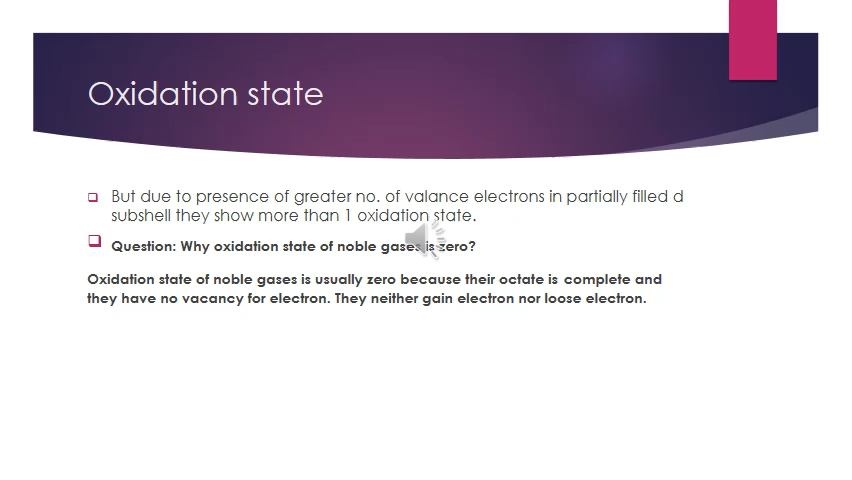 Oxidation state
But due to presence of greater no. of valance electrons in partially filled d
subshell they show more than 1 oxidation state.
Question: Why oxidation state of noble gases is zero?
Oxidation state of noble gases is usually zero because their octate is complete and
they have no vacancy for electron. They neither gain electron nor loose electron.